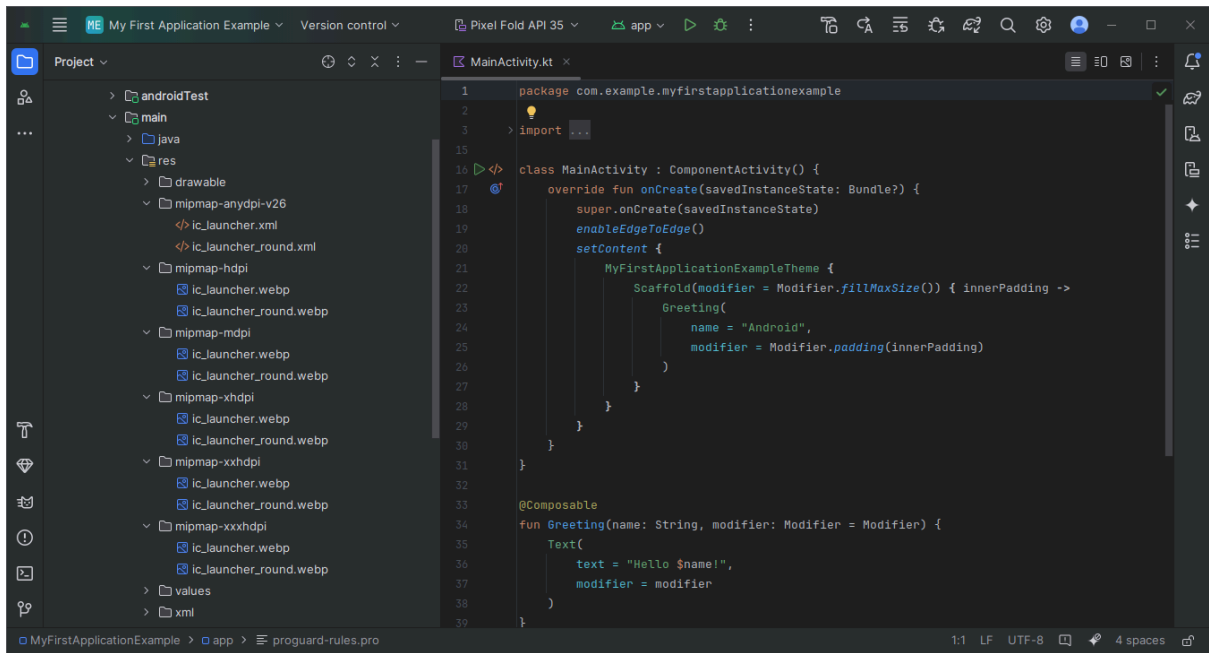 ME My First Application Example Version control Pixel Fold API 35 app
Project
androidTest
main
java
res
drawable
mipmap-anydpi-v26
</> ic_launcher.xml
</> ic_launcher_round.xml
mipmap-hdpi
ic_launcher.webp
ic_launcher_round.webp
mipmap-mdpi
ic_launcher.webp
ic_launcher_round.webp
mipmap-xhdpi
ic_launcher.webp
ic_launcher_round.webp
mipmap-xxhdpi
ic_launcher.webp
ic_launcher_round.webp
mipmap-xxxhdpi
ic_launcher.webp
ic_launcher_round.webp
values
xml
MainActivity.kt
1 package com.example.myfirstapplicationexample
2
3 import ...
15
16 </> class MainActivity : ComponentActivity() {
17 override fun onCreate(savedInstanceState: Bundle?) {
18 super.onCreate(savedInstanceState)
19 enableEdgeToEdge()
20 setContent {
21 MyFirstApplicationExampleTheme {
22 Scaffold(modifier = Modifier.fillMaxSize()) { innerPadding ->
23 Greeting(
24 name = "Android",
25 modifier = Modifier.padding(innerPadding)
26 )
27 }
28 }
29 }
30 }
31 }
32
33 @Composable
34 fun Greeting(name: String, modifier: Modifier = Modifier) {
35 Text(
36 text = "Hello $name!",
37 modifier = modifier
38 )
39 }
MyFirstApplicationExample > app > proguard-rules.pro 1:1 LF UTF-8 4 spaces